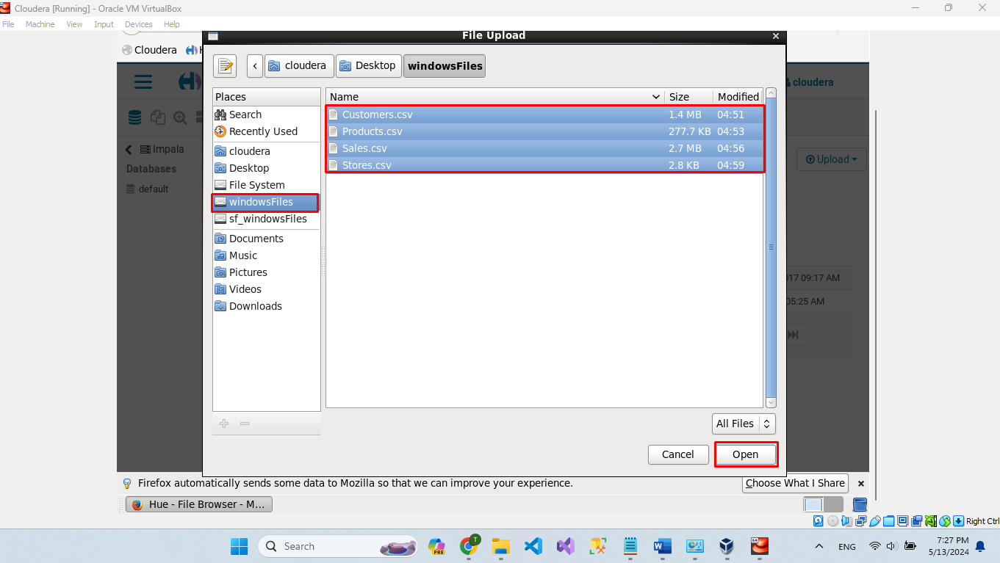 Cloudera [Running] - Oracle VM VirtualBox
File Machine View Input Devices Help
File Upload
Cloudera
cloudera Desktop windowsFiles
cloudera
Places
Name Size Modified
Search
Customers.csv 1.4 MB 04:51
Recently Used
Products.csv 277.7 KB 04:53
cloudera
Sales.csv 2.7 MB 04:56
Impala
Desktop
Stores.csv 2.8 KB 04:59
Upload
Databases
File System
default
windowsFiles
sf_windowsFiles
Documents
Music
Pictures
017 09:17 AM
Videos
05:25 AM
Downloads
All Files
Cancel Open
Firefox automatically sends some data to Mozilla so that we can improve your experience.
Choose What I Share
Hue - File Browser - M...
Right Ctrl
Search
PRE
T
64
ENG
7:27 PM
5/13/2024